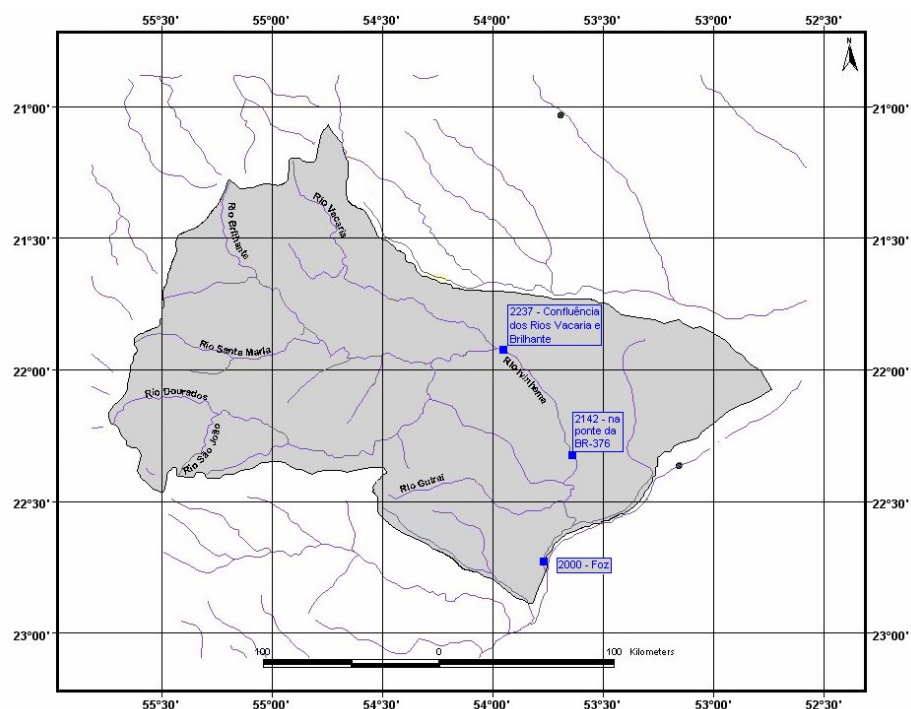 55°30' 55°00' 54°30' 54°00' 53°30' 53°00' 52°30'
N
21°00' 21°00'
Rio Vacaria
Rio Brilhante
21°30' 21°30'
2237 - Confluência
dos Rios Vacaria e
Brilhante
Rio Santa Maria
22°00' 22°00'
Rio Ivinhema
Rio Dourados
2142 - na
ponte da
BR-376
Rio São João
Rio Guiraí
22°30' 22°30'
2000 - Foz
23°00' 23°00'
100 0 100 Kilometers
55°30' 55°00' 54°30' 54°00' 53°30' 53°00' 52°30'